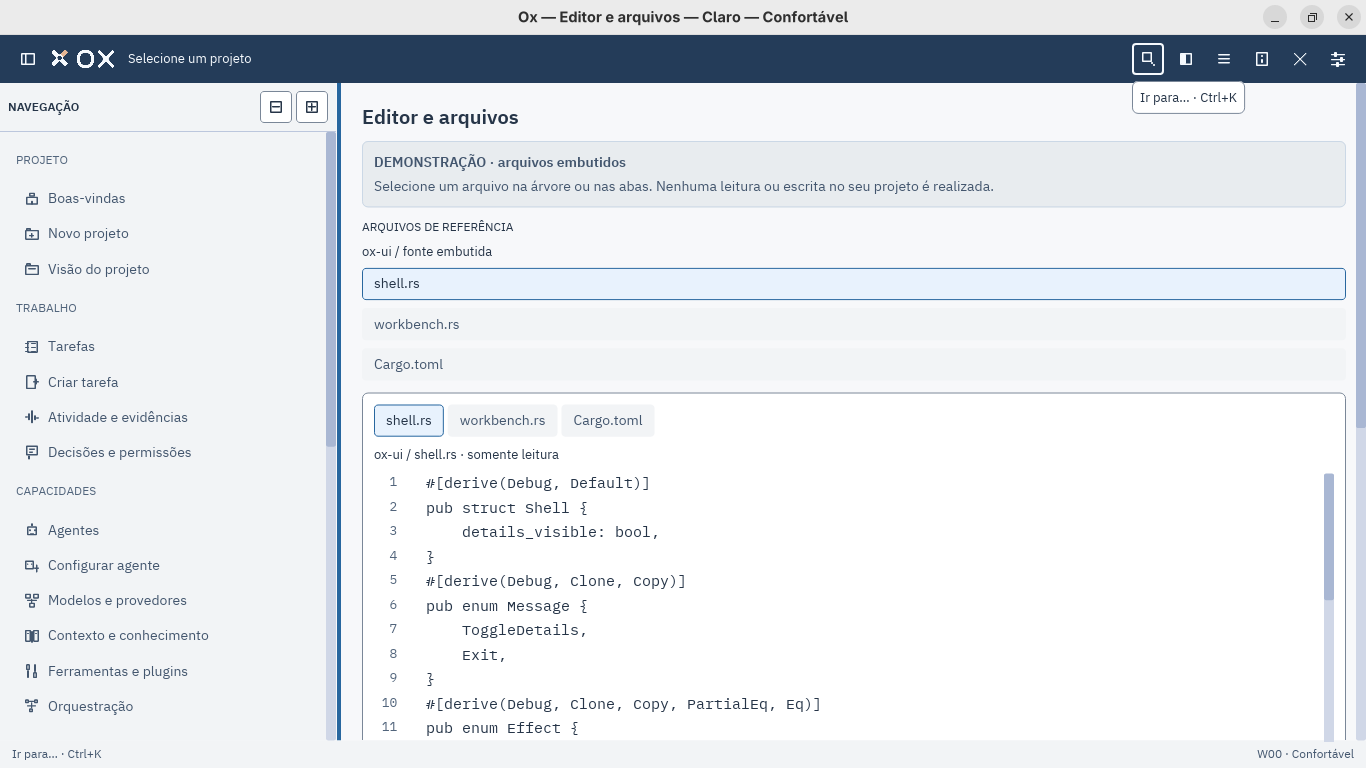 Ox — Editor e arquivos — Claro — Confortável
OX Selecione um projeto
Ir para… · Ctrl+K
NAVEGAÇÃO
PROJETO
Boas-vindas
Novo projeto
Visão do projeto
TRABALHO
Tarefas
Criar tarefa
Atividade e evidências
Decisões e permissões
CAPACIDADES
Agentes
Configurar agente
Modelos e provedores
Contexto e conhecimento
Ferramentas e plugins
Orquestração
Editor e arquivos
DEMONSTRAÇÃO · arquivos embutidos
Selecione um arquivo na árvore ou nas abas. Nenhuma leitura ou escrita no seu projeto é realizada.
ARQUIVOS DE REFERÊNCIA
ox-ui / fonte embutida
shell.rs
workbench.rs
Cargo.toml
shell.rs workbench.rs Cargo.toml
ox-ui / shell.rs · somente leitura
1 #[derive(Debug, Default)]
2 pub struct Shell {
3     details_visible: bool,
4 }
5 #[derive(Debug, Clone, Copy)]
6 pub enum Message {
7     ToggleDetails,
8     Exit,
9 }
10 #[derive(Debug, Clone, Copy, PartialEq, Eq)]
11 pub enum Effect {
Ir para… · Ctrl+K
W00 · Confortável